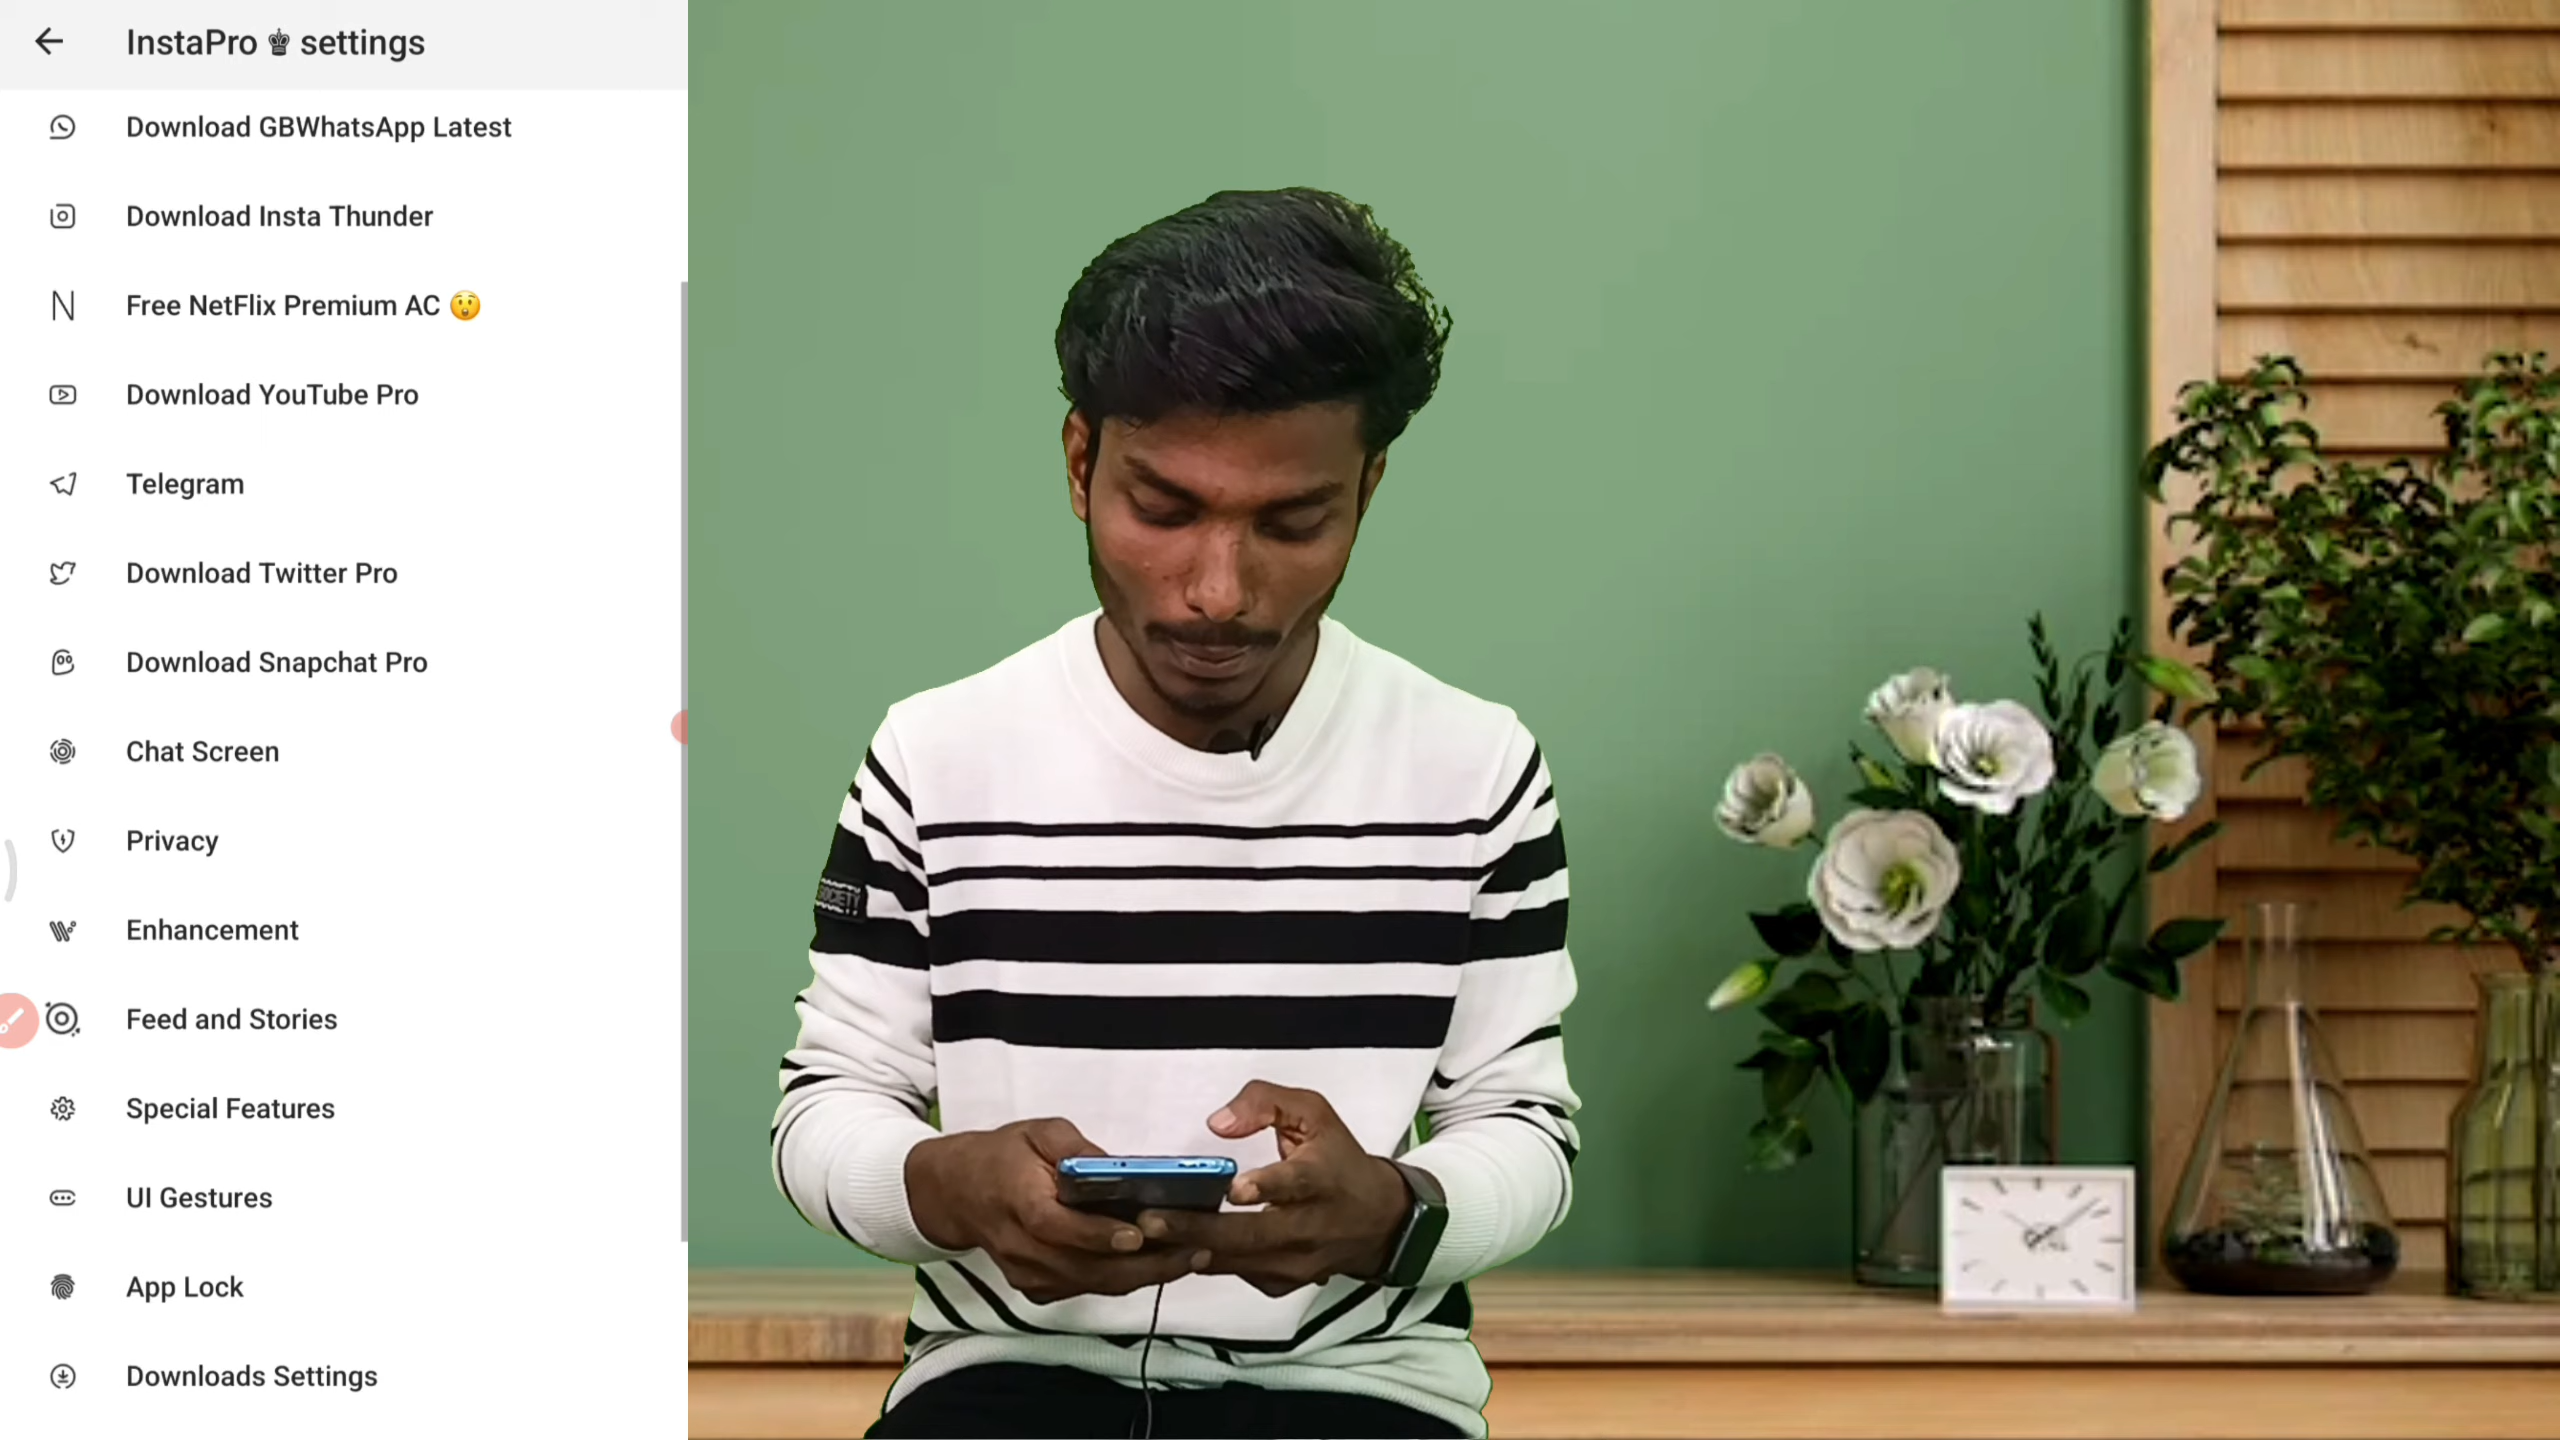 InstaPro ♚ settings
Download GBWhatsApp Latest
Download Insta Thunder
Free NetFlix Premium AC 😲
Download YouTube Pro
Telegram
Download Twitter Pro
Download Snapchat Pro
Chat Screen
Privacy
Enhancement
Feed and Stories
Special Features
UI Gestures
App Lock
Downloads Settings
SOCIETY